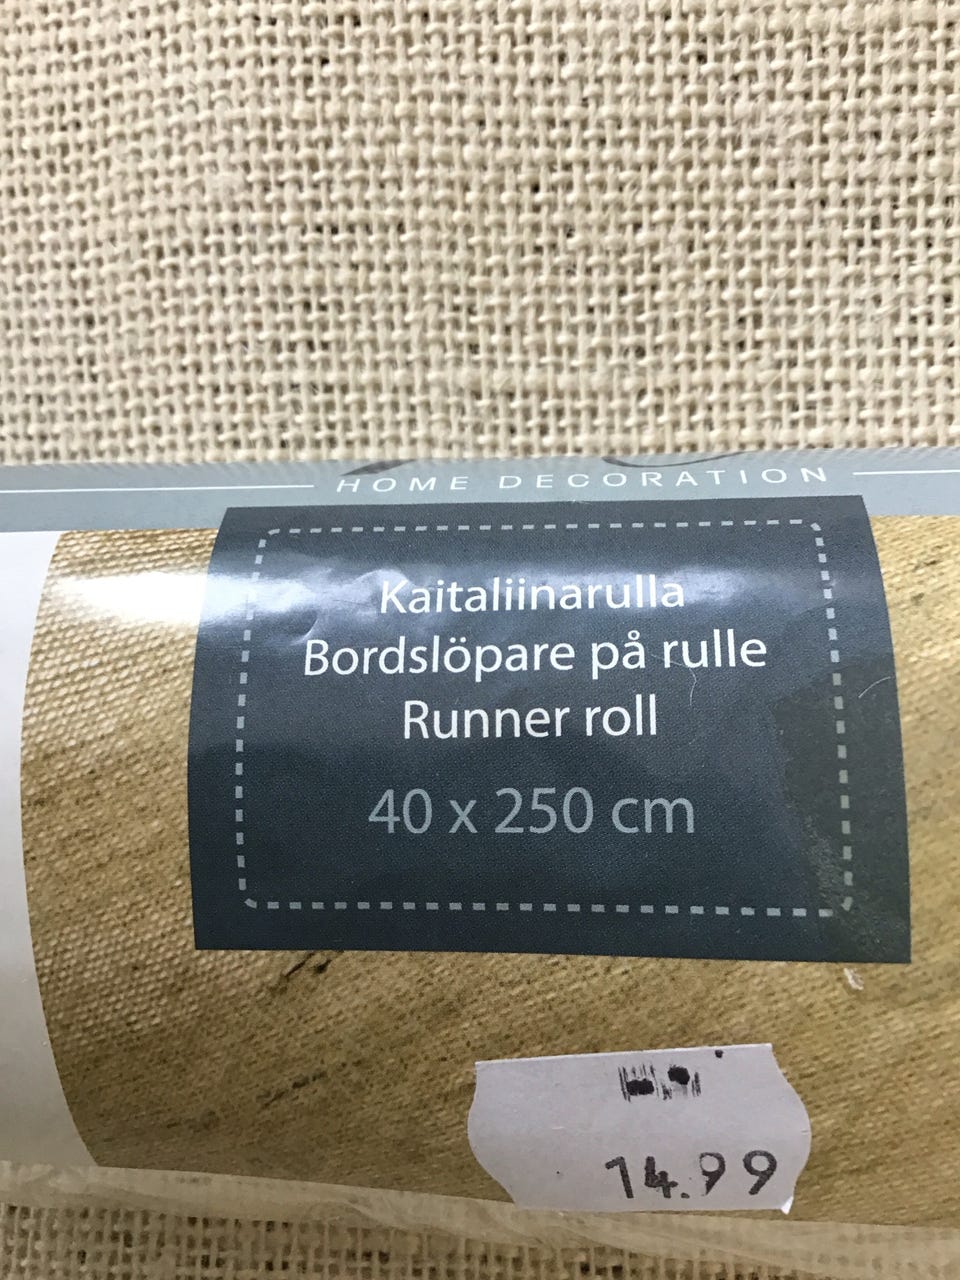 HOME DECORATION
Kaitaliinarulla
Bordslöpare på rulle
Runner roll
40 x 250 cm
14.99